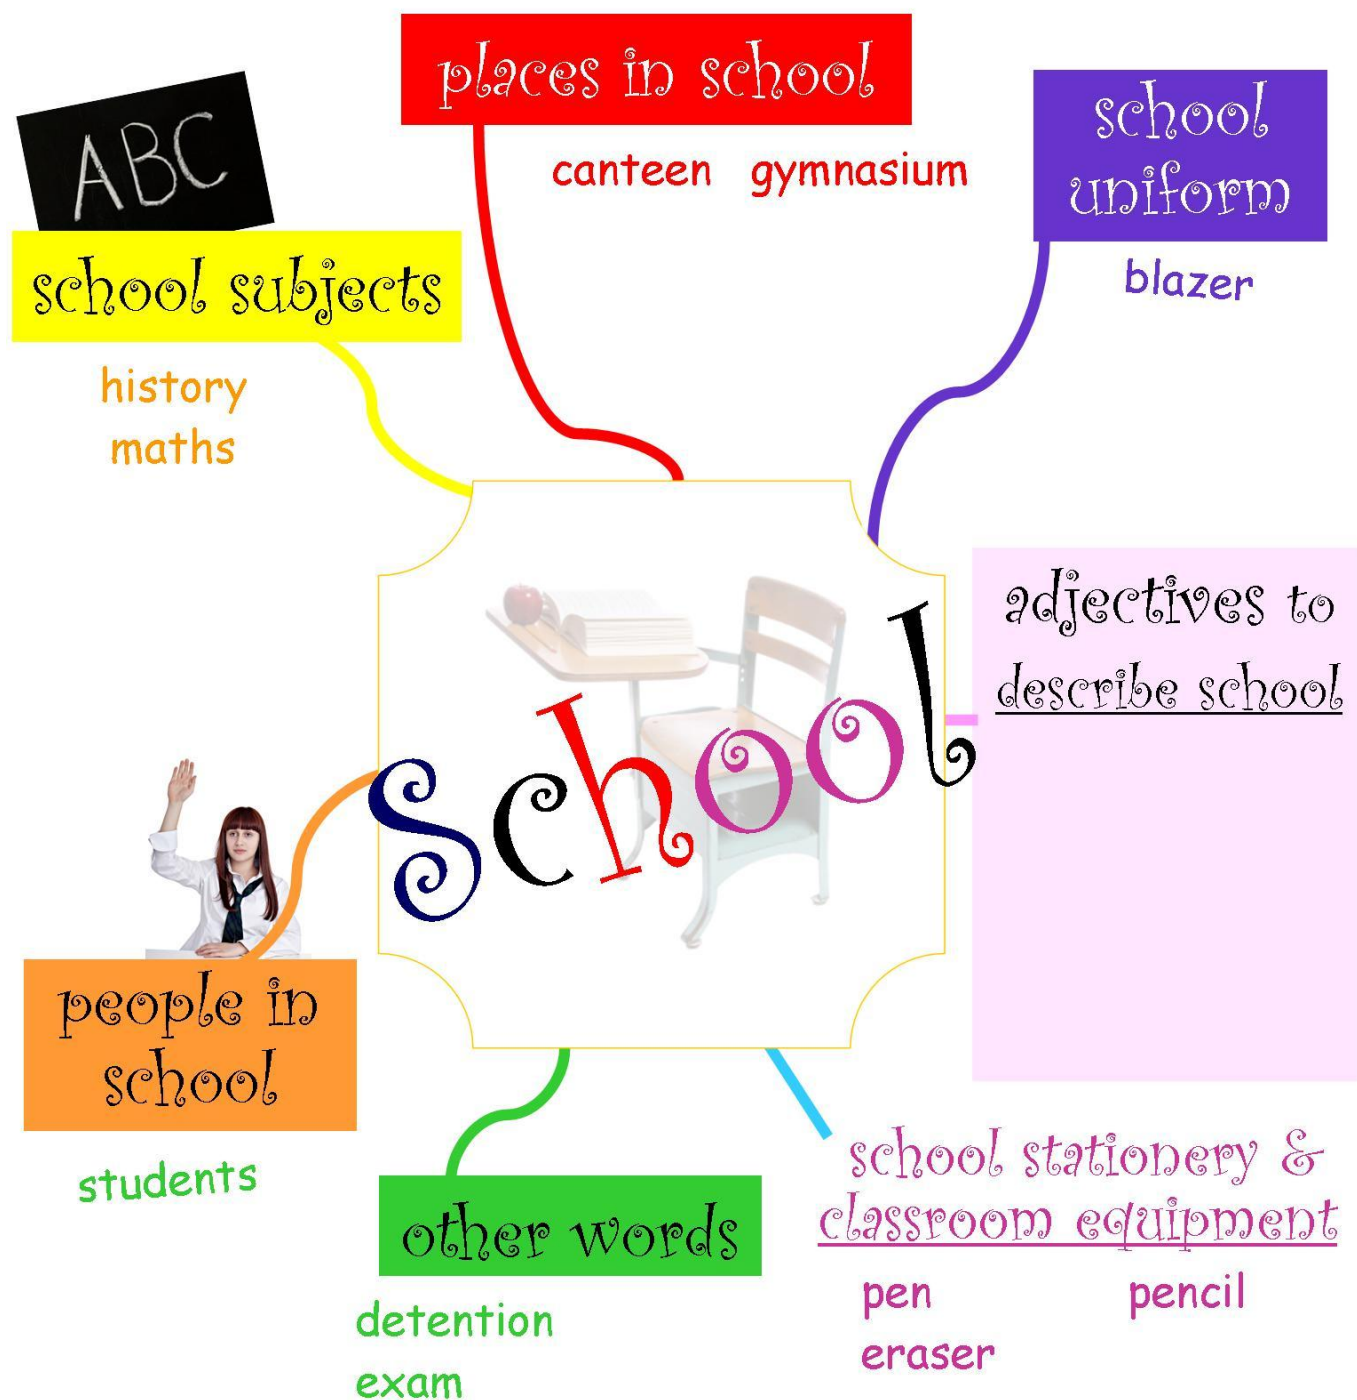 places in school
canteen gymnasium
school
uniform
blazer
ABC
school subjects
history
maths
adjectives to
describe school
School
people in
school
students
other words
detention
exam
school stationery &
classroom equipment
pen pencil
eraser